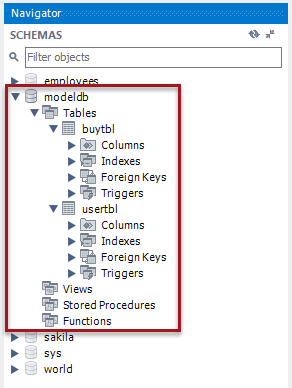 Navigator
SCHEMAS
Filter objects
employees
modeldb
Tables
buytbl
Columns
Indexes
Foreign Keys
Triggers
usertbl
Columns
Indexes
Foreign Keys
Triggers
Views
Stored Procedures
Functions
sakila
sys
world